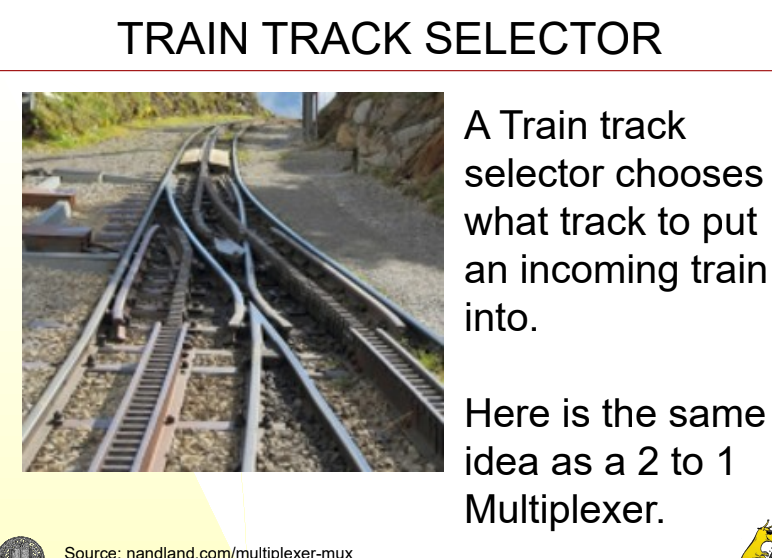 TRAIN TRACK SELECTOR
A Train track
selector chooses
what track to put
an incoming train
into.
Here is the same
idea as a 2 to 1
Multiplexer.
Source: nandland.com/multiplexer-mux